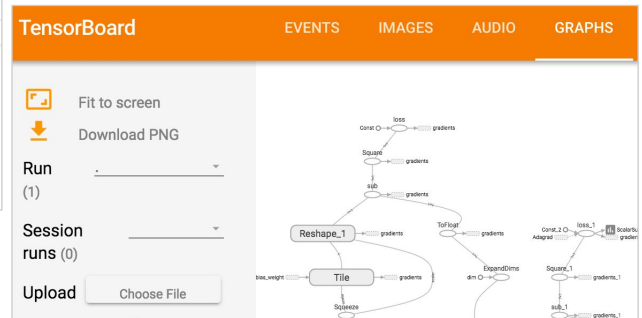 TensorBoard EVENTS IMAGES AUDIO GRAPHS
Fit to screen
Download PNG
Run .
(1)
Session
runs (0)
Upload Choose File
loss
Const gradients
Square
gradients
sub
gradients
Reshape_1 gradients
ToFloat
gradients
Const_2 loss_1
Adagrad
bias_weight Tile gradients
dim ExpandDims
Square_1
gradients_1
Squeeze
sub_1
gradients_1